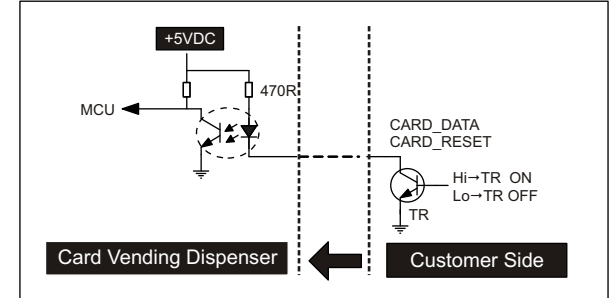 +5VDC
470R
MCU
CARD_DATA
CARD_RESET
Hi→TR ON
Lo→TR OFF
TR
Card Vending Dispenser
Customer Side